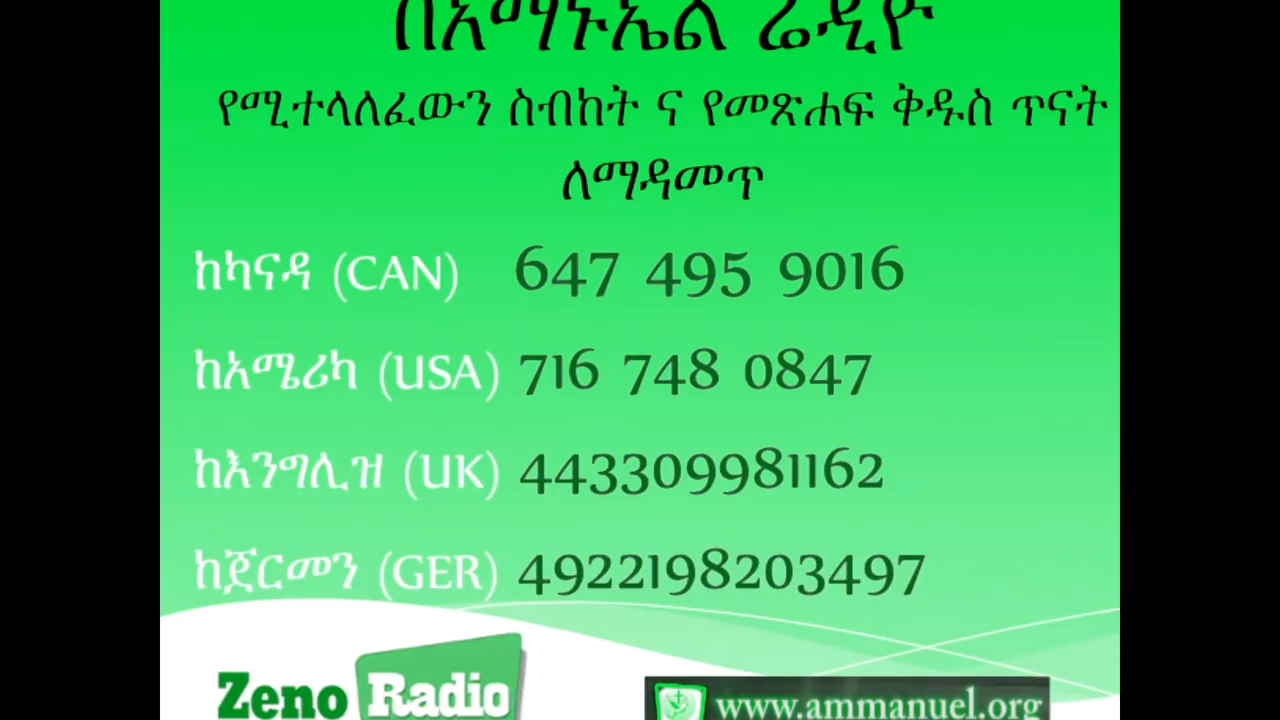 በአማኑኤል ሬዲዮ
የሚተላለፈውን ስብከት ና የመጽሐፍ ቅዱስ ጥናት
ለማዳመጥ
ከካናዳ (CAN) 647 495 9016
ከአሜሪካ (USA) 716 748 0847
ከእንግሊዝ (UK) 443309981162
ከጀርመን (GER) 4922198203497
Zeno Radio
www.ammanuel.org